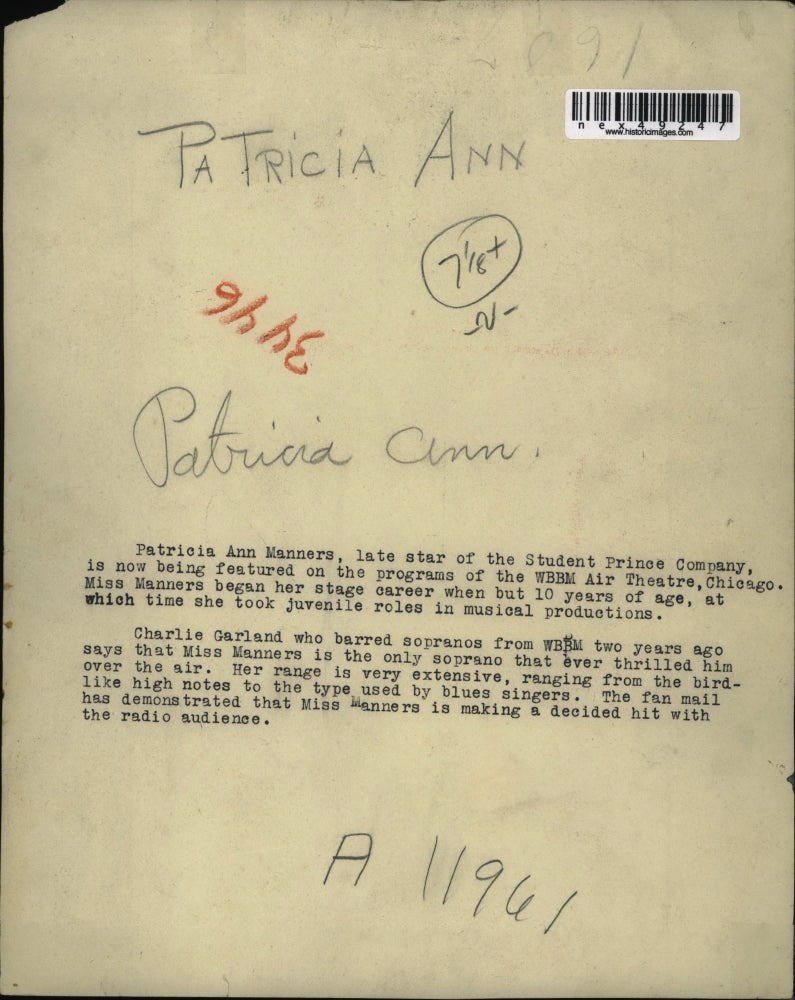 nex49247
www.historicimages.com
PATRICIA ANN
3446
Patricia Ann.
Patricia Ann Manners, late star of the Student Prince Company,
is now being featured on the programs of the WBBM Air Theatre,Chicago.
Miss Manners began her stage career when but 10 years of age, at
which time she took juvenile roles in musical productions.
Charlie Garland who barred sopranos from WBBM two years ago
says that Miss Manners is the only soprano that ever thrilled him
over the air. Her range is very extensive, ranging from the bird-
like high notes to the type used by blues singers. The fan mail
has demonstrated that Miss Manners is making a decided hit with
the radio audience.
A 11961